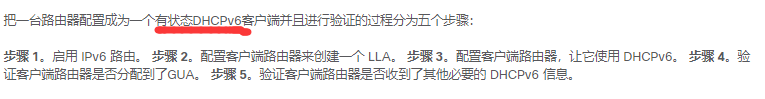 把一台路由器配置成为一个有状态DHCPv6客户端并且进行验证的过程分为五个步骤：
步骤 1。启用 IPv6 路由。 步骤 2。配置客户端路由器来创建一个 LLA。 步骤 3。配置客户端路由器，让它使用 DHCPv6。 步骤 4。验
证客户端路由器是否分配到了GUA。 步骤 5。验证客户端路由器是否收到了其他必要的 DHCPv6 信息。